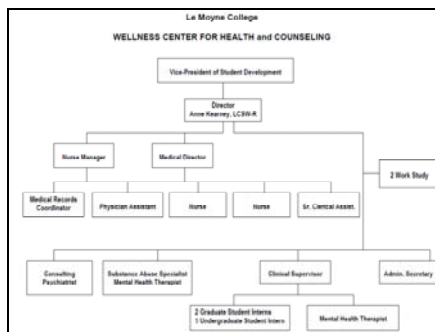 Le Moyne College
WELLNESS CENTER FOR HEALTH and COUNSELING
Vice-President of Student Development
Director
Anne Kearney, LCSW-R
Nurse Manager
Medical Director
2 Work Study
Medical Records
Coordinator
Physician Assistant
Nurse
Nurse
Sr. Clerical Assist.
Consulting
Psychiatrist
Substance Abuse Specialist
Mental Health Therapist
Clinical Supervisor
Admin. Secretary
2 Graduate Student Interns
1 Undergraduate Student Intern
Mental Health Therapist